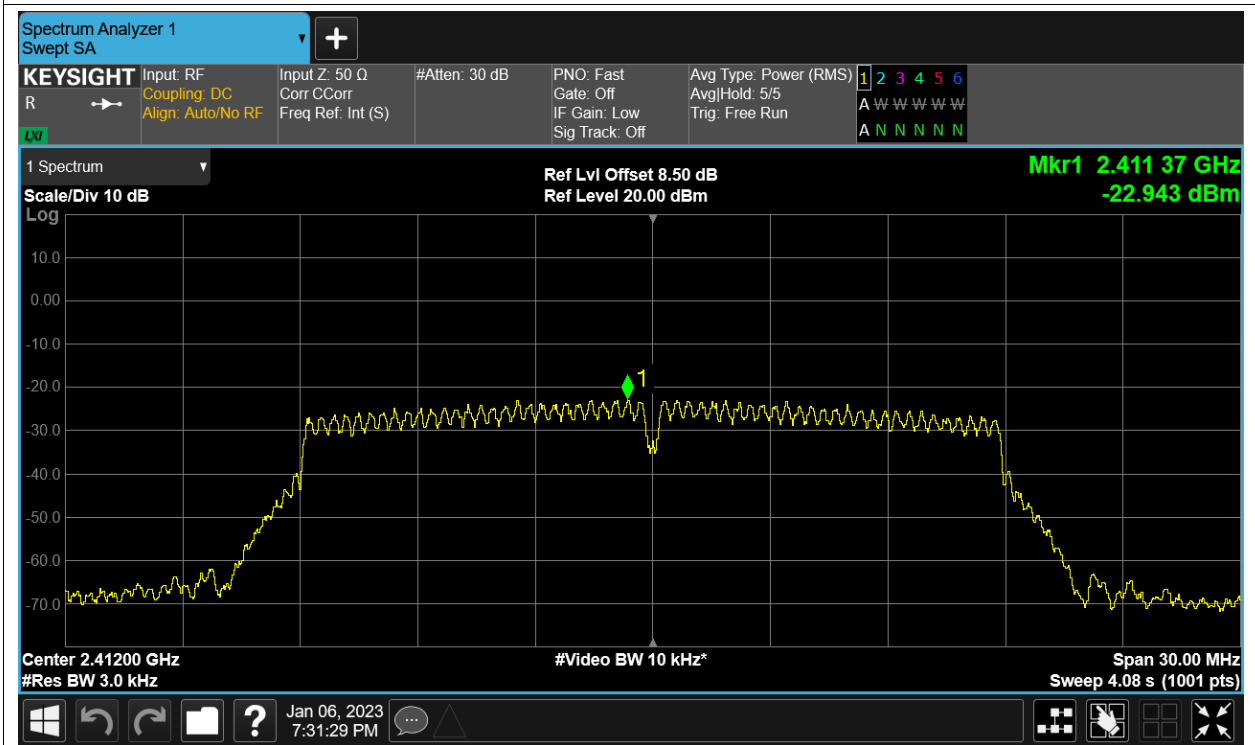 Spectrum Analyzer 1
Swept SA
KEYSIGHT
R
LXI
Input: RF
Coupling: DC
Align: Auto/No RF
Input Z: 50 Ω
Corr CCorr
Freq Ref: Int (S)
#Atten: 30 dB
PNO: Fast
Gate: Off
IF Gain: Low
Sig Track: Off
Avg Type: Power (RMS)
Avg|Hold: 5/5
Trig: Free Run
1 2 3 4 5 6
A W W W W W
A N N N N N
1 Spectrum
Scale/Div 10 dB
Log
Ref Lvl Offset 8.50 dB
Ref Level 20.00 dBm
Mkr1 2.411 37 GHz
-22.943 dBm
10.0
0.00
-10.0
-20.0
-30.0
-40.0
-50.0
-60.0
-70.0
1
Center 2.41200 GHz
#Res BW 3.0 kHz
#Video BW 10 kHz*
Span 30.00 MHz
Sweep 4.08 s (1001 pts)
?
Jan 06, 2023
7:31:29 PM